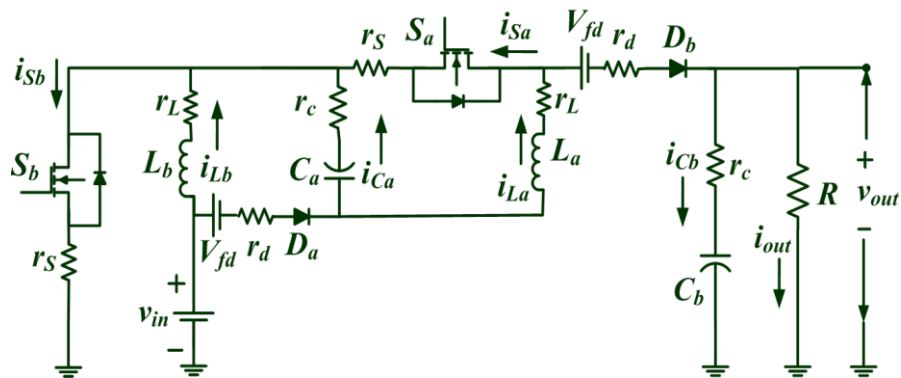 r_S S_a i_Sa V_fd r_d D_b
i_Sb
r_L r_c r_L
S_b L_b i_Lb C_a i_Ca i_La L_a i_Cb r_c R + v_out -
r_S V_fd r_d D_a i_out
+ v_in - C_b